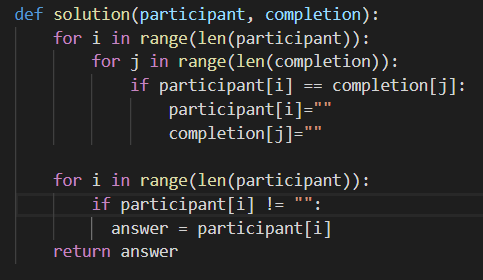 def solution(participant, completion):
    for i in range(len(participant)):
        for j in range(len(completion)):
            if participant[i] == completion[j]:
                participant[i]=""
                completion[j]=""

    for i in range(len(participant)):
        if participant[i] != "":
          answer = participant[i]
    return answer